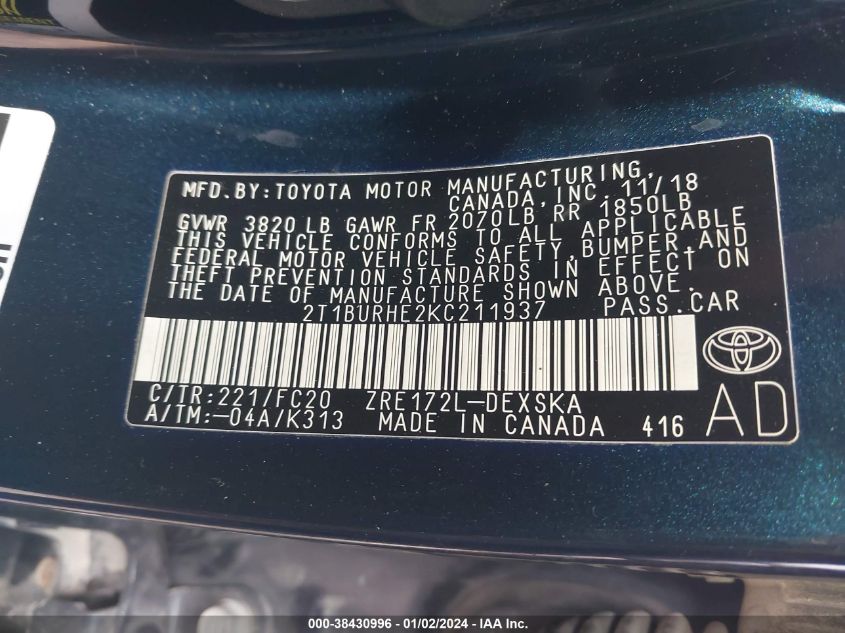 MFD. BY: TOYOTA MOTOR MANUFACTURING,
CANADA, INC. 11/18
GVWR 3820 LB GAWR FR 2070LB RR 1850LB
THIS VEHICLE CONFORMS TO ALL APPLICABLE
FEDERAL MOTOR VEHICLE SAFETY, BUMPER, AND
THEFT PREVENTION STANDARDS IN EFFECT ON
THE DATE OF MANUFACTURE SHOWN ABOVE.
2T1BURHE2KC211937 PASS. CAR
C/TR: 221/FC20 ZRE172L-DEXSKA
A/TM: -04A/K313 MADE IN CANADA 416 AD
000-38430996 - 01/02/2024 - IAA Inc.